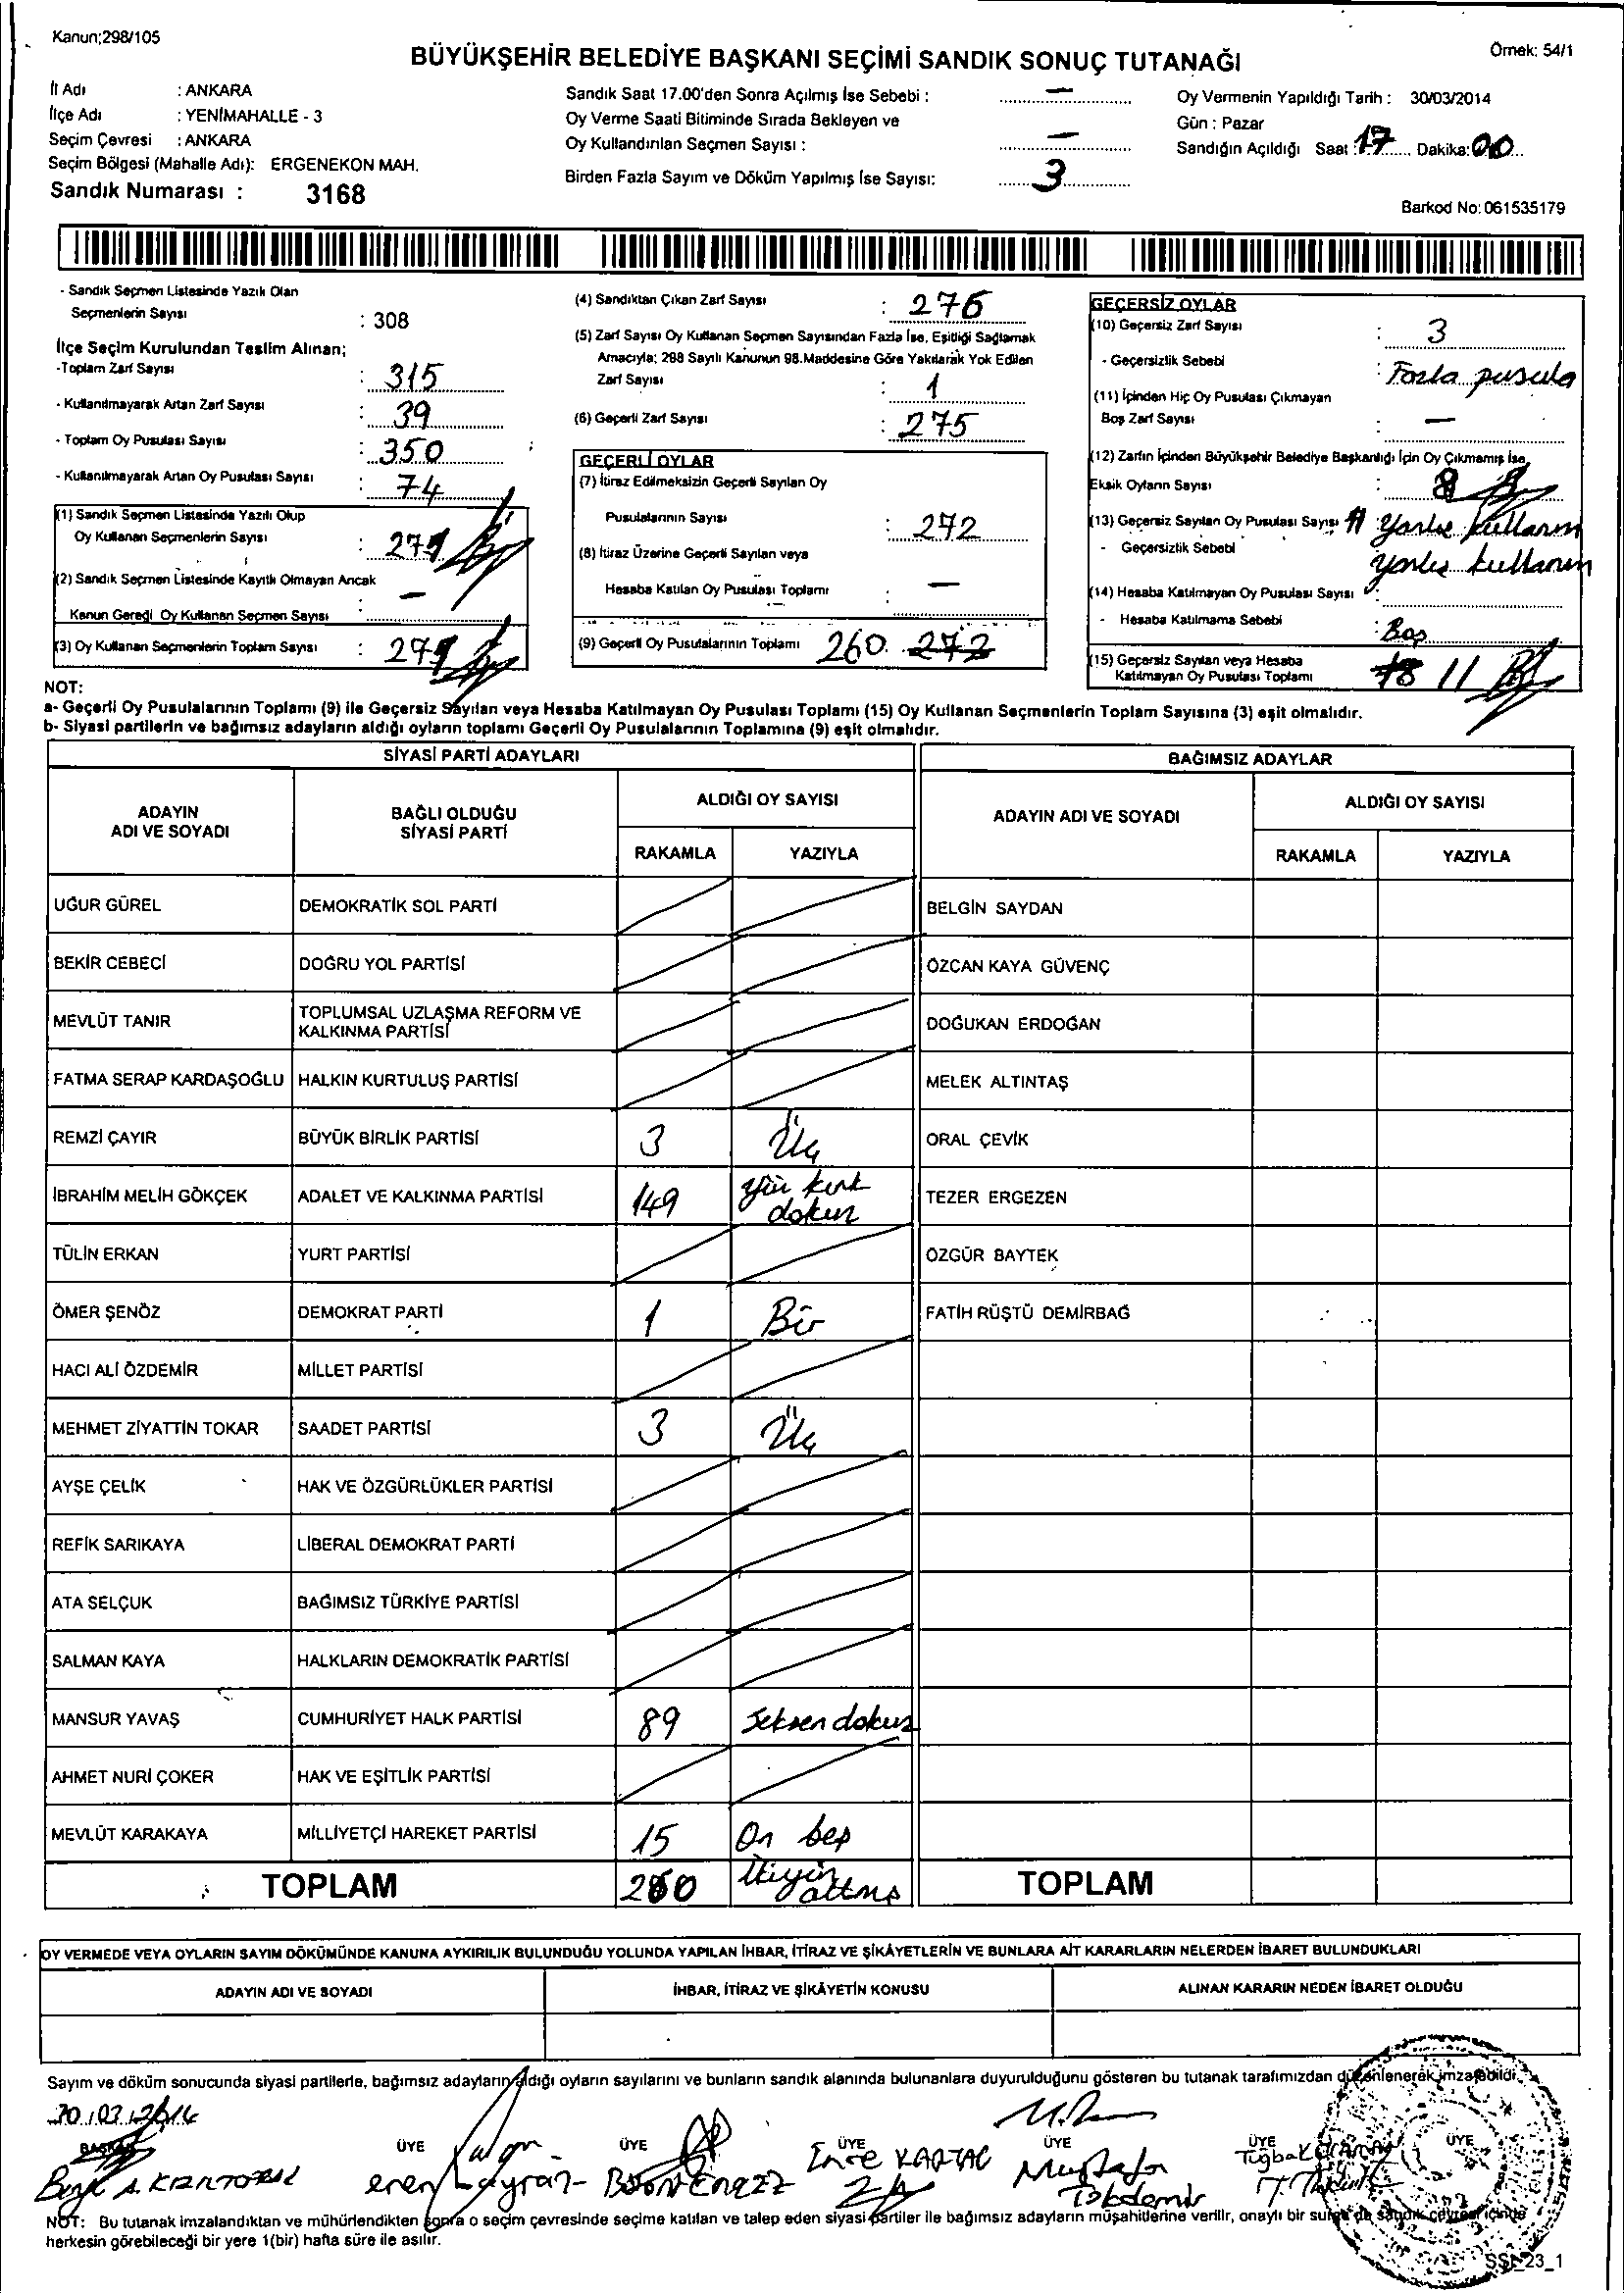 Kanun;298/105
BÜYÜKŞEHİR BELEDİYE BAŞKANI SEÇİMİ SANDIK SONUÇ TUTANAĞI
Örnek: 54/1
İl Adı : ANKARA
İlçe Adı : YENİMAHALLE - 3
Seçim Çevresi : ANKARA
Seçim Bölgesi (Mahalle Adı): ERGENEKON MAH.
Sandık Numarası : 3168
Sandık Saat 17.00'den Sonra Açılmış İse Sebebi : —
Oy Verme Saati Bitiminde Sırada Bekleyen ve
Oy Kullandırılan Seçmen Sayısı : —
Birden Fazla Sayım ve Döküm Yapılmış İse Sayısı: 3
Oy Vermenin Yapıldığı Tarih : 30/03/2014
Gün : Pazar
Sandığın Açıldığı Saat : 17 Dakika: 00
Barkod No: 061535179
- Sandık Seçmen Listesinde Yazılı Olan
Seçmenlerin Sayısı : 308
İlçe Seçim Kurulundan Teslim Alınan;
-Toplam Zarf Sayısı : 315
- Kullanılmayarak Artan Zarf Sayısı : 39
- Toplam Oy Pusulası Sayısı : 350
- Kullanılmayarak Artan Oy Pusulası Sayısı : 74
(1) Sandık Seçmen Listesinde Yazılı Olup
Oy Kullanan Seçmenlerin Sayısı :
(2) Sandık Seçmen Listesinde Kayıtlı Olmayan Ancak
Kanun Gereği Oy Kullanan Seçmen Sayısı : —
(3) Oy Kullanan Seçmenlerin Toplam Sayısı :
(4) Sandıktan Çıkan Zarf Sayısı : 276
(5) Zarf Sayısı Oy Kullanan Seçmen Sayısından Fazla İse, Eşitliği Sağlamak
Amacıyla; 298 Sayılı Kanunun 98.Maddesine Göre Yakılarak Yok Edilen
Zarf Sayısı : 1
(6) Geçerli Zarf Sayısı : 275
GEÇERLİ OYLAR
(7) İtiraz Edilmeksizin Geçerli Sayılan Oy
Pusulalarının Sayısı : 272
(8) İtiraz Üzerine Geçerli Sayılan veya
Hesaba Katılan Oy Pusulası Toplamı : —
(9) Geçerli Oy Pusulalarının Toplamı 260 272
GEÇERSİZ OYLAR
(10) Geçersiz Zarf Sayısı : 3
- Geçersizlik Sebebi : Fazla pusula
(11) İçinden Hiç Oy Pusulası Çıkmayan
Boş Zarf Sayısı : —
(12) Zarfın İçinden Büyükşehir Belediye Başkanlığı İçin Oy Çıkmamış İse
Eksik Oyların Sayısı : 8
(13) Geçersiz Sayılan Oy Pusulası Sayısı 11 Yanlış kullanım
- Geçersizlik Sebebi yanlış kullanım
(14) Hesaba Katılmayan Oy Pusulası Sayısı :
- Hesaba Katılmama Sebebi : Boş
(15) Geçersiz Sayılan veya Hesaba
Katılmayan Oy Pusulası Toplamı 11
NOT:
a- Geçerli Oy Pusulalarının Toplamı (9) ile Geçersiz Sayılan veya Hesaba Katılmayan Oy Pusulası Toplamı (15) Oy Kullanan Seçmenlerin Toplam Sayısına (3) eşit olmalıdır.
b- Siyasi partilerin ve bağımsız adayların aldığı oyların toplamı Geçerli Oy Pusulalarının Toplamına (9) eşit olmalıdır.
SİYASİ PARTİ ADAYLARI BAĞIMSIZ ADAYLAR
ADAYIN ADI VE SOYADI BAĞLI OLDUĞU SİYASİ PARTİ ALDIĞI OY SAYISI ADAYIN ADI VE SOYADI ALDIĞI OY SAYISI
RAKAMLA YAZIYLA RAKAMLA YAZIYLA
UĞUR GÜREL DEMOKRATİK SOL PARTİ BELGİN SAYDAN
BEKİR CEBECİ DOĞRU YOL PARTİSİ ÖZCAN KAYA GÜVENÇ
MEVLÜT TANIR TOPLUMSAL UZLAŞMA REFORM VE KALKINMA PARTİSİ DOĞUKAN ERDOĞAN
FATMA SERAP KARDAŞOĞLU HALKIN KURTULUŞ PARTİSİ MELEK ALTINTAŞ
REMZİ ÇAYIR BÜYÜK BİRLİK PARTİSİ 3 Üç ORAL ÇEVİK
İBRAHİM MELİH GÖKÇEK ADALET VE KALKINMA PARTİSİ 149 yüz kırk dokuz TEZER ERGEZEN
TÜLİN ERKAN YURT PARTİSİ ÖZGÜR BAYTEK
ÖMER ŞENÖZ DEMOKRAT PARTİ 1 Bir FATİH RÜŞTÜ DEMİRBAĞ
HACI ALİ ÖZDEMİR MİLLET PARTİSİ
MEHMET ZİYATTİN TOKAR SAADET PARTİSİ 3 Üç
AYŞE ÇELİK HAK VE ÖZGÜRLÜKLER PARTİSİ
REFİK SARIKAYA LİBERAL DEMOKRAT PARTİ
ATA SELÇUK BAĞIMSIZ TÜRKİYE PARTİSİ
SALMAN KAYA HALKLARIN DEMOKRATİK PARTİSİ
MANSUR YAVAŞ CUMHURİYET HALK PARTİSİ 89 Seksen dokuz
AHMET NURİ ÇOKER HAK VE EŞİTLİK PARTİSİ
MEVLÜT KARAKAYA MİLLİYETÇİ HAREKET PARTİSİ 15 On beş
TOPLAM 260 İkiyüz altmış TOPLAM
OY VERMEDE VEYA OYLARIN SAYIM DÖKÜMÜNDE KANUNA AYKIRILIK BULUNDUĞU YOLUNDA YAPILAN İHBAR, İTİRAZ VE ŞİKÂYETLERİN VE BUNLARA AİT KARARLARIN NELERDEN İBARET BULUNDUKLARI
ADAYIN ADI VE SOYADI İHBAR, İTİRAZ VE ŞİKÂYETİN KONUSU ALINAN KARARIN NEDEN İBARET OLDUĞU
Sayım ve döküm sonucunda siyasi partilerle, bağımsız adayların aldığı oyların sayılarını ve bunların sandık alanında bulunanlara duyurulduğunu gösteren bu tutanak tarafımızdan düzenlenerek imzalabildi.
30.03.2014
BAŞKAN ÜYE ÜYE ÜYE ÜYE ÜYE ÜYE
eren Emre KARTAL Mustafa Tokdemir Tuğba
NOT: Bu tutanak imzalandıktan ve mühürlendikten sonra o seçim çevresinde seçime katılan ve talep eden siyasi partiler ile bağımsız adayların müşahitlerine verilir, onaylı bir sureti de sandık çevresi içinde
herkesin görebileceği bir yere 1(bir) hafta süre ile asılır.
SSI_23_1